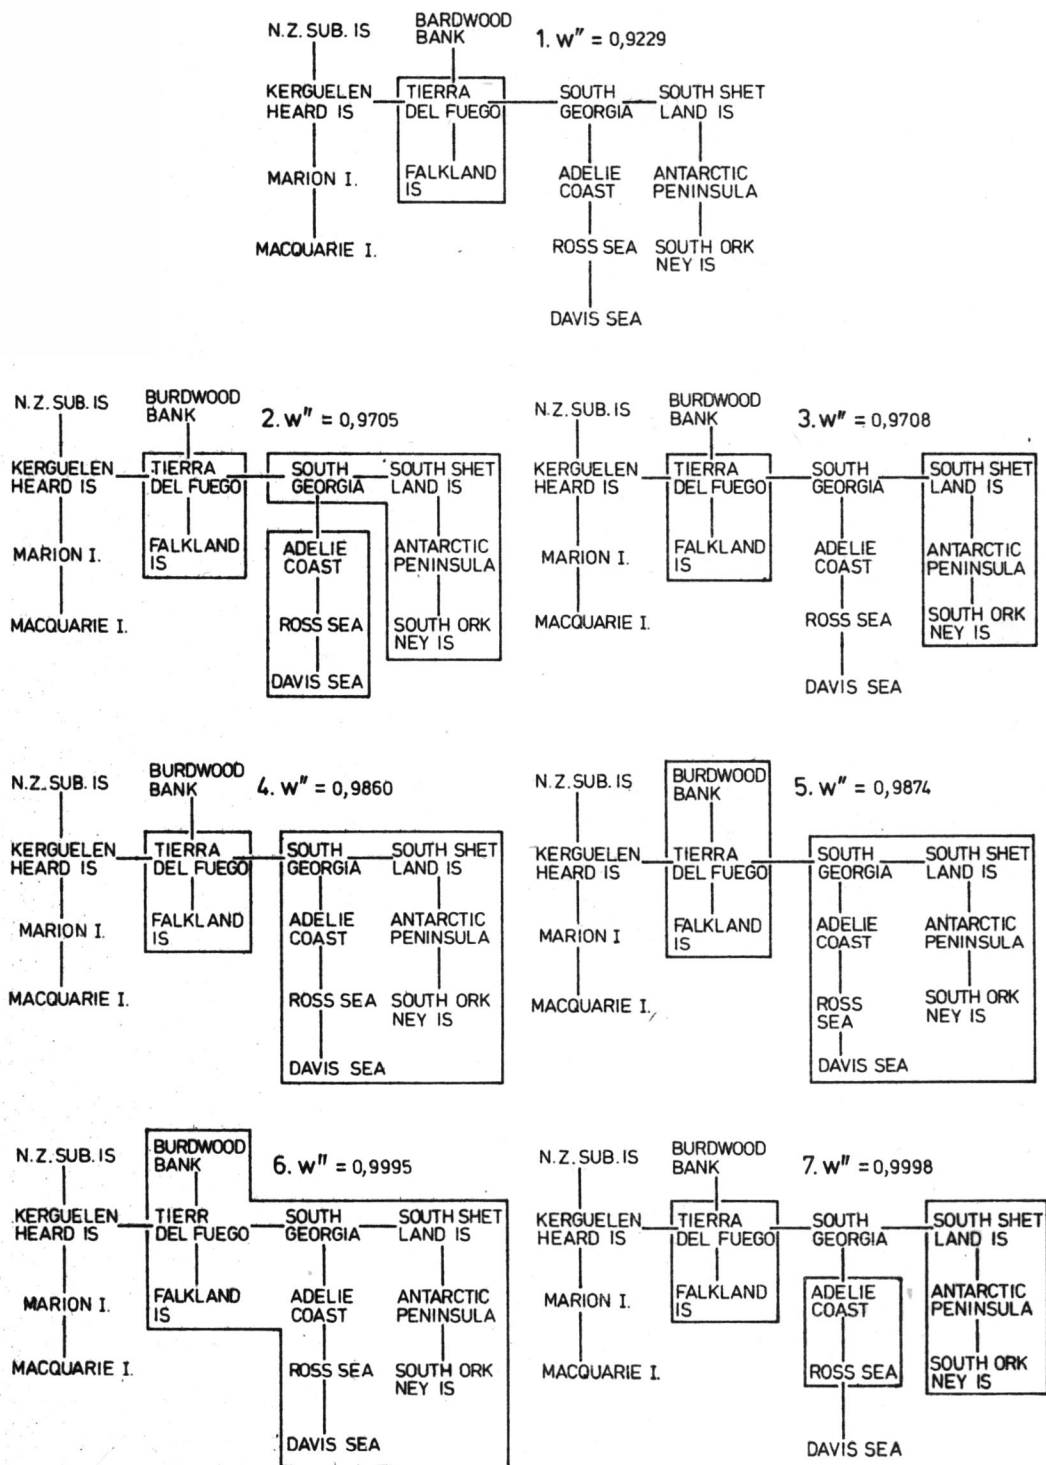 N.Z. SUB. IS
BARDWOOD
BANK
1. w" = 0,9229
KERGUELEN
HEARD IS
TIERRA
DEL FUEGO
SOUTH
GEORGIA
SOUTH SHET
LAND IS
MARION I.
FALKLAND
IS
ADELIE
COAST
ANTARCTIC
PENINSULA
MACQUARIE I.
ROSS SEA
SOUTH ORK
NEY IS
DAVIS SEA
N.Z. SUB. IS
BURDWOOD
BANK
2. w" = 0,9705
KERGUELEN
HEARD IS
TIERRA
DEL FUEGO
SOUTH
GEORGIA
SOUTH SHET
LAND IS
MARION I.
FALKLAND
IS
ADELIE
COAST
ANTARCTIC
PENINSULA
MACQUARIE I.
ROSS SEA
SOUTH ORK
NEY IS
DAVIS SEA
N.Z. SUB. IS
BURDWOOD
BANK
3. w" = 0,9708
KERGUELEN
HEARD IS
TIERRA
DEL FUEGO
SOUTH
GEORGIA
SOUTH SHET
LAND IS
MARION I.
FALKLAND
IS
ADELIE
COAST
ANTARCTIC
PENINSULA
MACQUARIE I.
ROSS SEA
SOUTH ORK
NEY IS
DAVIS SEA
N.Z. SUB. IS
BURDWOOD
BANK
4. w" = 0,9860
KERGUELEN
HEARD IS
TIERRA
DEL FUEGO
SOUTH
GEORGIA
SOUTH SHET
LAND IS
MARION I.
FALKLAND
IS
ADELIE
COAST
ANTARCTIC
PENINSULA
MACQUARIE I.
ROSS SEA
SOUTH ORK
NEY IS
DAVIS SEA
N.Z. SUB. IS
BURDWOOD
BANK
5. w" = 0,9874
KERGUELEN
HEARD IS
TIERRA
DEL FUEGO
SOUTH
GEORGIA
SOUTH SHET
LAND IS
MARION I
FALKLAND
IS
ADELIE
COAST
ANTARCTIC
PENINSULA
MACQUARIE I.
ROSS
SEA
SOUTH ORK
NEY IS
DAVIS SEA
N.Z. SUB. IS
BURDWOOD
BANK
6. w" = 0,9995
KERGUELEN
HEARD IS
TIERR
DEL FUEGO
SOUTH
GEORGIA
SOUTH SHET
LAND IS
MARION I.
FALKLAND
IS
ADELIE
COAST
ANTARCTIC
PENINSULA
MACQUARIE I.
ROSS SEA
SOUTH ORK
NEY IS
DAVIS SEA
N.Z. SUB. IS
BURDWOOD
BANK
7. w" = 0,9998
KERGUELEN
HEARD IS
TIERRA
DEL FUEGO
SOUTH
GEORGIA
SOUTH SHET
LAND IS
MARION I.
FALKLAND
IS
ADELIE
COAST
ANTARCTIC
PENINSULA
MACQUARIE I.
ROSS SEA
SOUTH ORK
NEY IS
DAVIS SEA